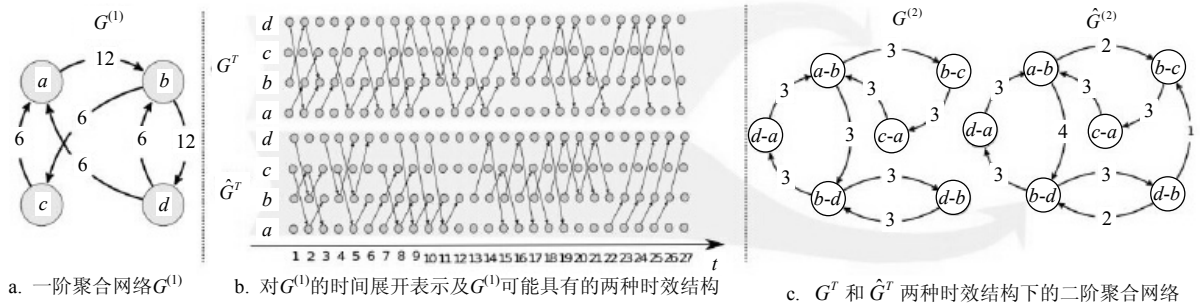 G(1)
a
b
c
d
12
6
6
6
6
12
a. 一阶聚合网络G(1)
GT
d
c
b
a
ĜT
d
c
b
a
1 2 3 4 5 6 7 8 9 10 11 12 13 14 15 16 17 18 19 20 21 22 23 24 25 26 27
t
b. 对G(1)的时间展开表示及G(1)可能具有的两种时效结构
G(2)
a-b
b-c
d-a
c-a
b-d
d-b
3
3
3
3
3
3
3
3
Ĝ(2)
a-b
b-c
d-a
c-a
b-d
d-b
2
3
3
3
4
1
3
3
2
c. GT 和 ĜT 两种时效结构下的二阶聚合网络